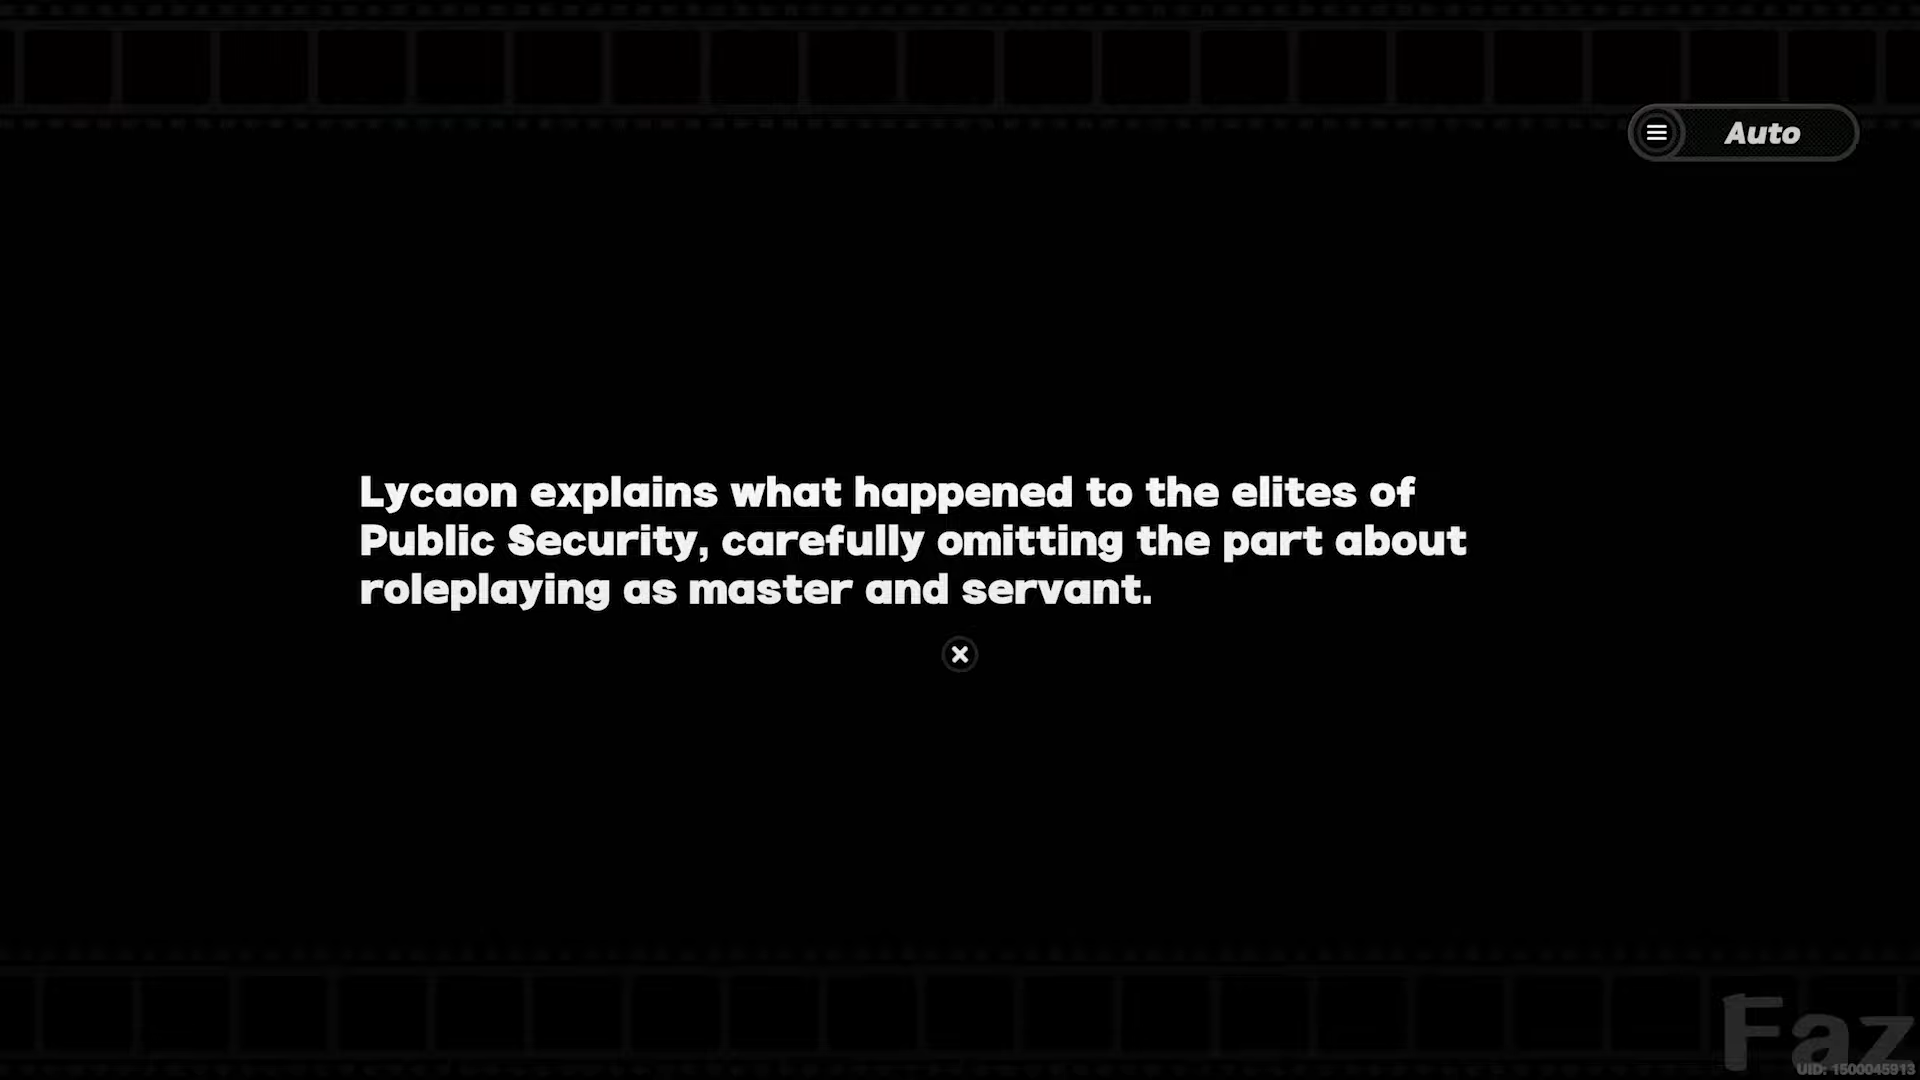 Auto
Lycaon explains what happened to the elites of
Public Security, carefully omitting the part about
roleplaying as master and servant.
Faz
UID: 1500045913